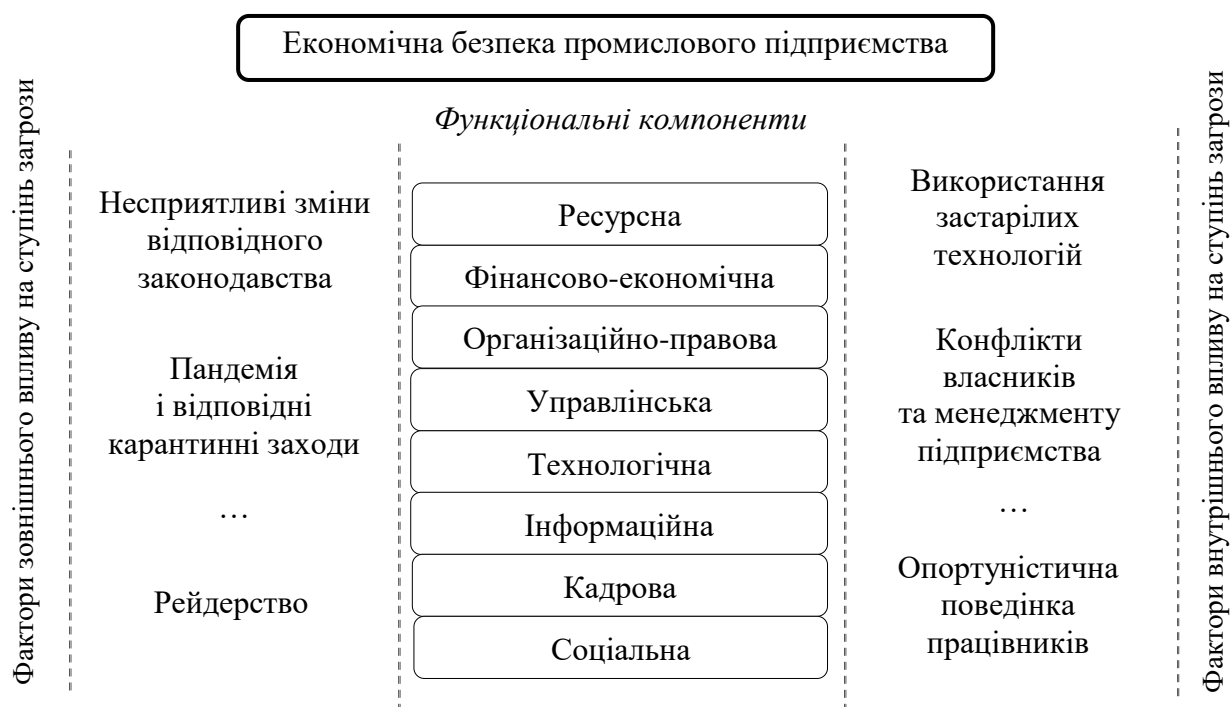 Економічна безпека промислового підприємства
Функціональні компоненти
Фактори зовнішнього впливу на ступінь загрози
Несприятливі зміни
відповідного
законодавства
Пандемія
і відповідні
карантинні заходи
…
Рейдерство
Ресурсна
Фінансово-економічна
Організаційно-правова
Управлінська
Технологічна
Інформаційна
Кадрова
Соціальна
Використання
застарілих
технологій
Конфлікти
власників
та менеджменту
підприємства
…
Опортуністична
поведінка
працівників
Фактори внутрішнього впливу на ступінь загрози